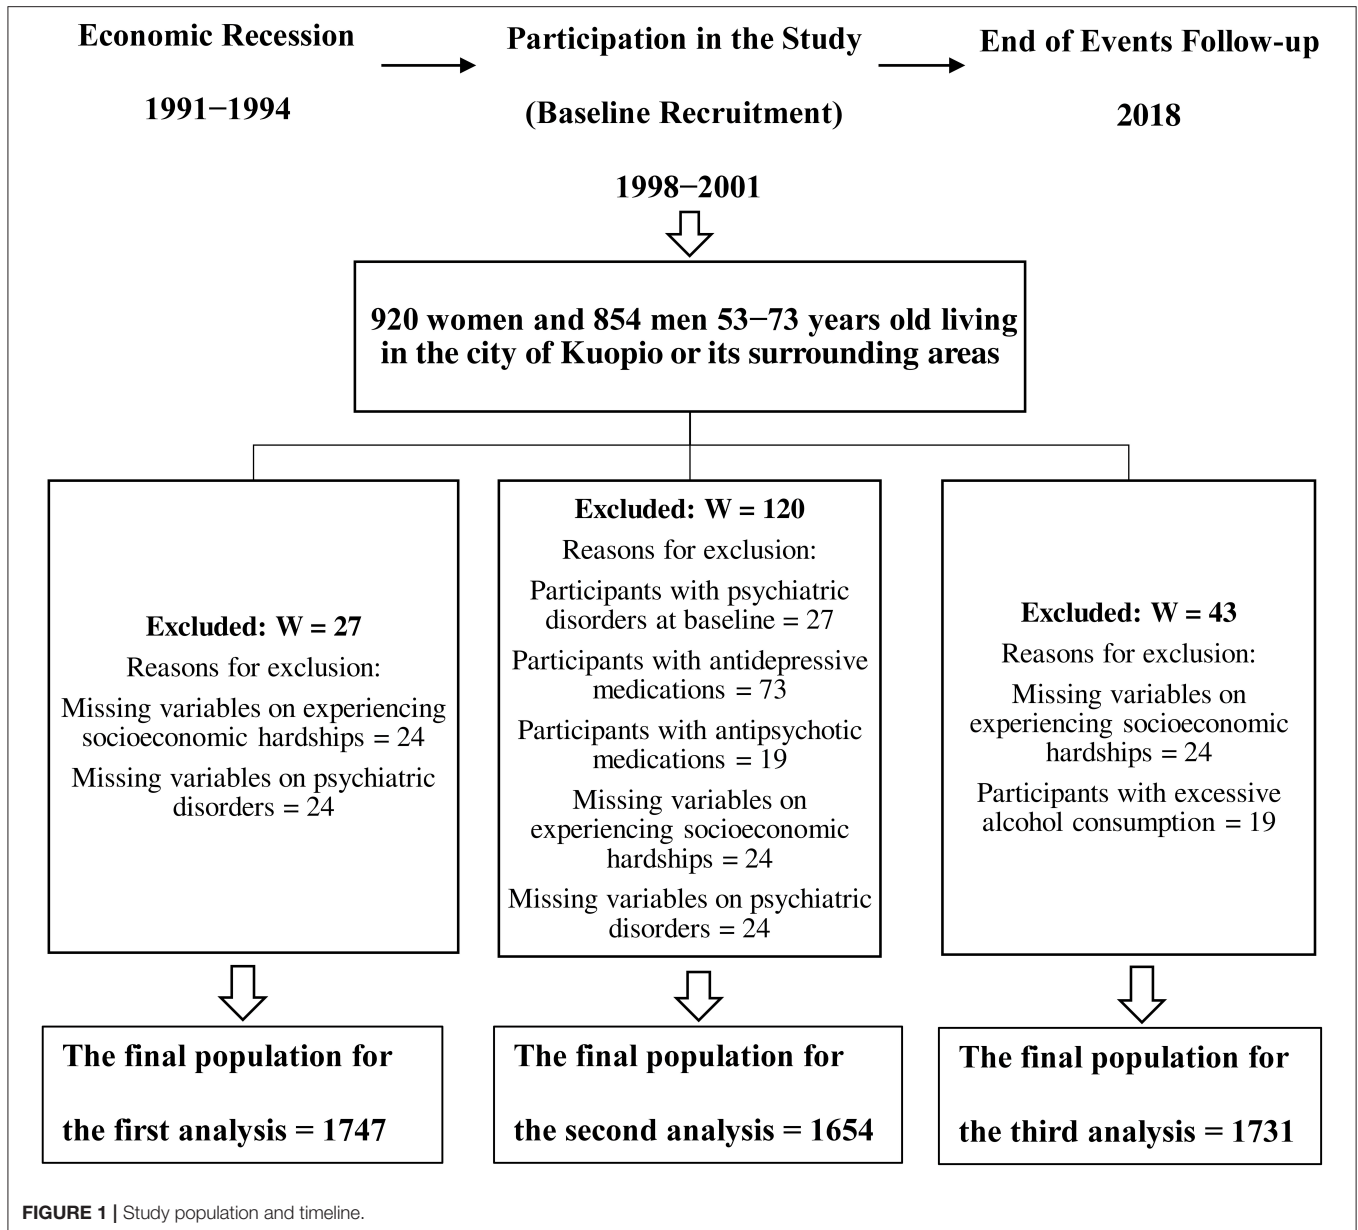 Economic Recession
1991–1994
Participation in the Study
(Baseline Recruitment)
1998–2001
End of Events Follow-up
2018
920 women and 854 men 53–73 years old living
in the city of Kuopio or its surrounding areas
Excluded: W = 27
Reasons for exclusion:
Missing variables on experiencing
socioeconomic hardships = 24
Missing variables on psychiatric
disorders = 24
Excluded: W = 120
Reasons for exclusion:
Participants with psychiatric
disorders at baseline = 27
Participants with antidepressive
medications = 73
Participants with antipsychotic
medications = 19
Missing variables on
experiencing socioeconomic
hardships = 24
Missing variables on psychiatric
disorders = 24
Excluded: W = 43
Reasons for exclusion:
Missing variables on
experiencing socioeconomic
hardships = 24
Participants with excessive
alcohol consumption = 19
The final population for
the first analysis = 1747
The final population for
the second analysis = 1654
The final population for
the third analysis = 1731
FIGURE 1 | Study population and timeline.